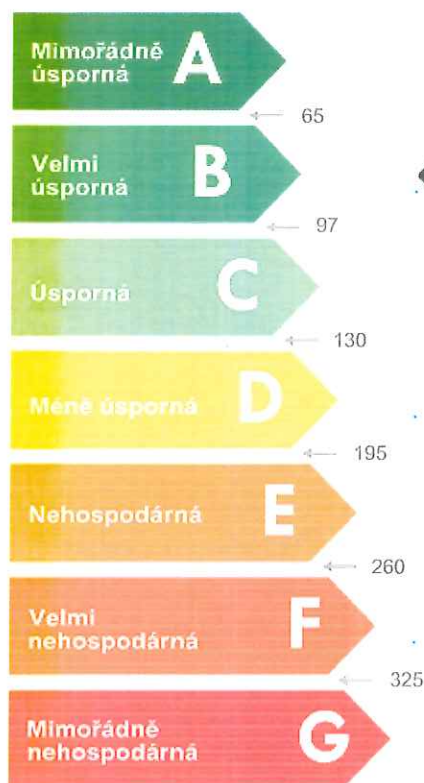 Mimořádně
úsporná A
65
Velmi
úsporná B
97
Úsporná C
130
Méně úsporná D
195
Nehospodárná E
260
Velmi
nehospodárná F
325
Mimořádně
nehospodárná G